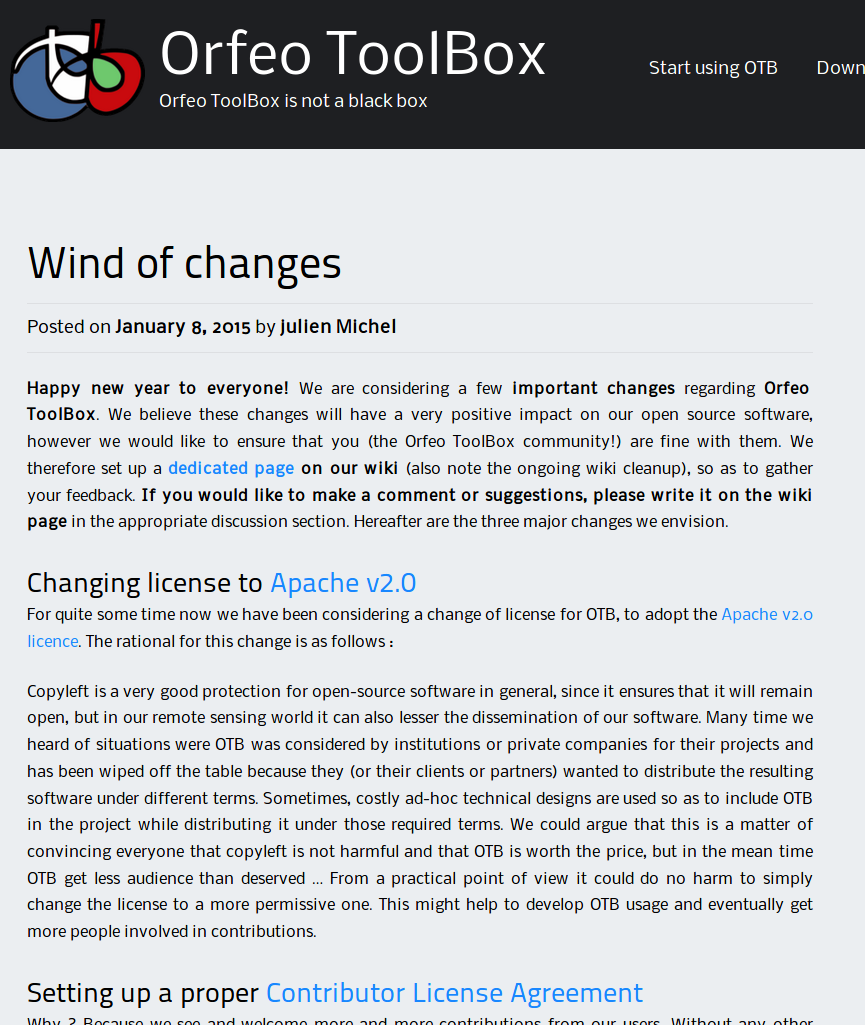 Orfeo ToolBox
Orfeo ToolBox is not a black box
Start using OTB
Down
Wind of changes
Posted on January 8, 2015 by Julien Michel
Happy new year to everyone! We are considering a few important changes regarding Orfeo
ToolBox. We believe these changes will have a very positive impact on our open source software,
however we would like to ensure that you (the Orfeo ToolBox community!) are fine with them. We
therefore set up a dedicated page on our wiki (also note the ongoing wiki cleanup), so as to gather
your feedback. If you would like to make a comment or suggestions, please write it on the wiki
page in the appropriate discussion section. Hereafter are the three major changes we envision.
Changing license to Apache v2.0
For quite some time now we have been considering a change of license for OTB, to adopt the Apache v2.0
licence. The rational for this change is as follows :
Copyleft is a very good protection for open-source software in general, since it ensures that it will remain
open, but in our remote sensing world it can also lesser the dissemination of our software. Many time we
heard of situations were OTB was considered by institutions or private companies for their projects and
has been wiped off the table because they (or their clients or partners) wanted to distribute the resulting
software under different terms. Sometimes, costly ad-hoc technical designs are used so as to include OTB
in the project while distributing it under those required terms. We could argue that this is a matter of
convincing everyone that copyleft is not harmful and that OTB is worth the price, but in the mean time
OTB get less audience than deserved ... From a practical point of view it could do no harm to simply
change the license to a more permissive one. This might help to develop OTB usage and eventually get
more people involved in contributions.
Setting up a proper Contributor License Agreement
Why ? Because we see and welcome more and more contributions from our users. Without any other